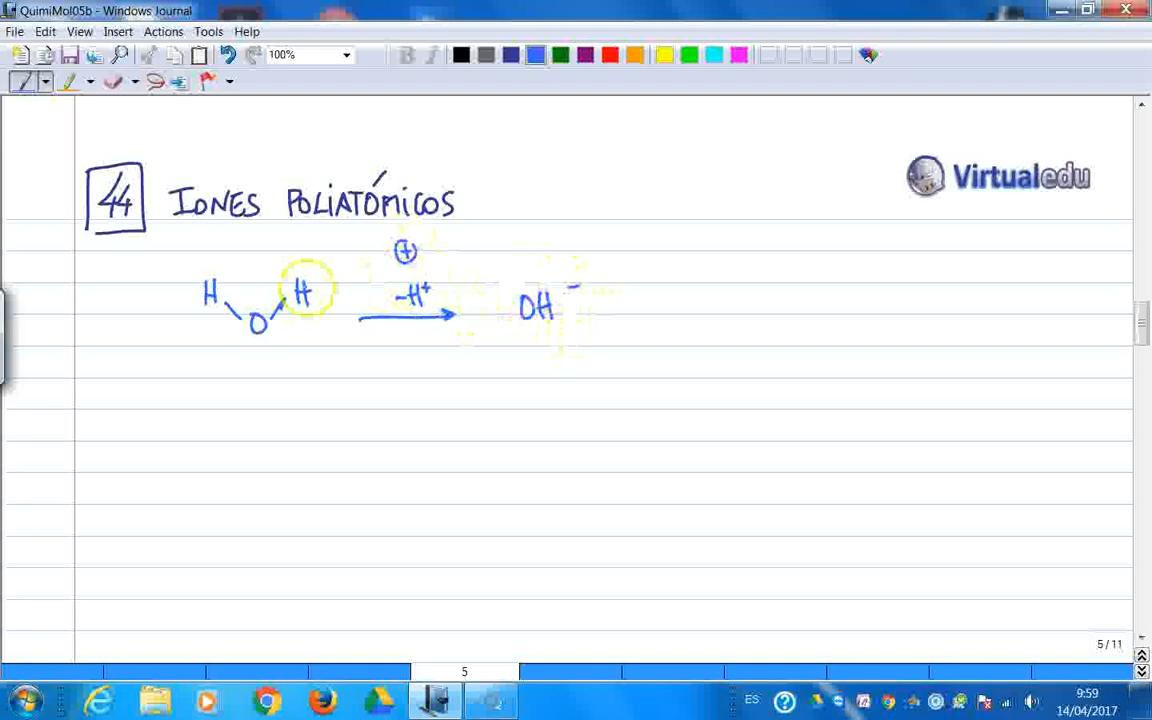 QuimiMol05b - Windows Journal
File Edit View Insert Actions Tools Help
100%
44 IONES POLIATÓMICOS
Virtualedu
+
H H -H+ OH-
O
5/11
5
ES
9:59
14/04/2017